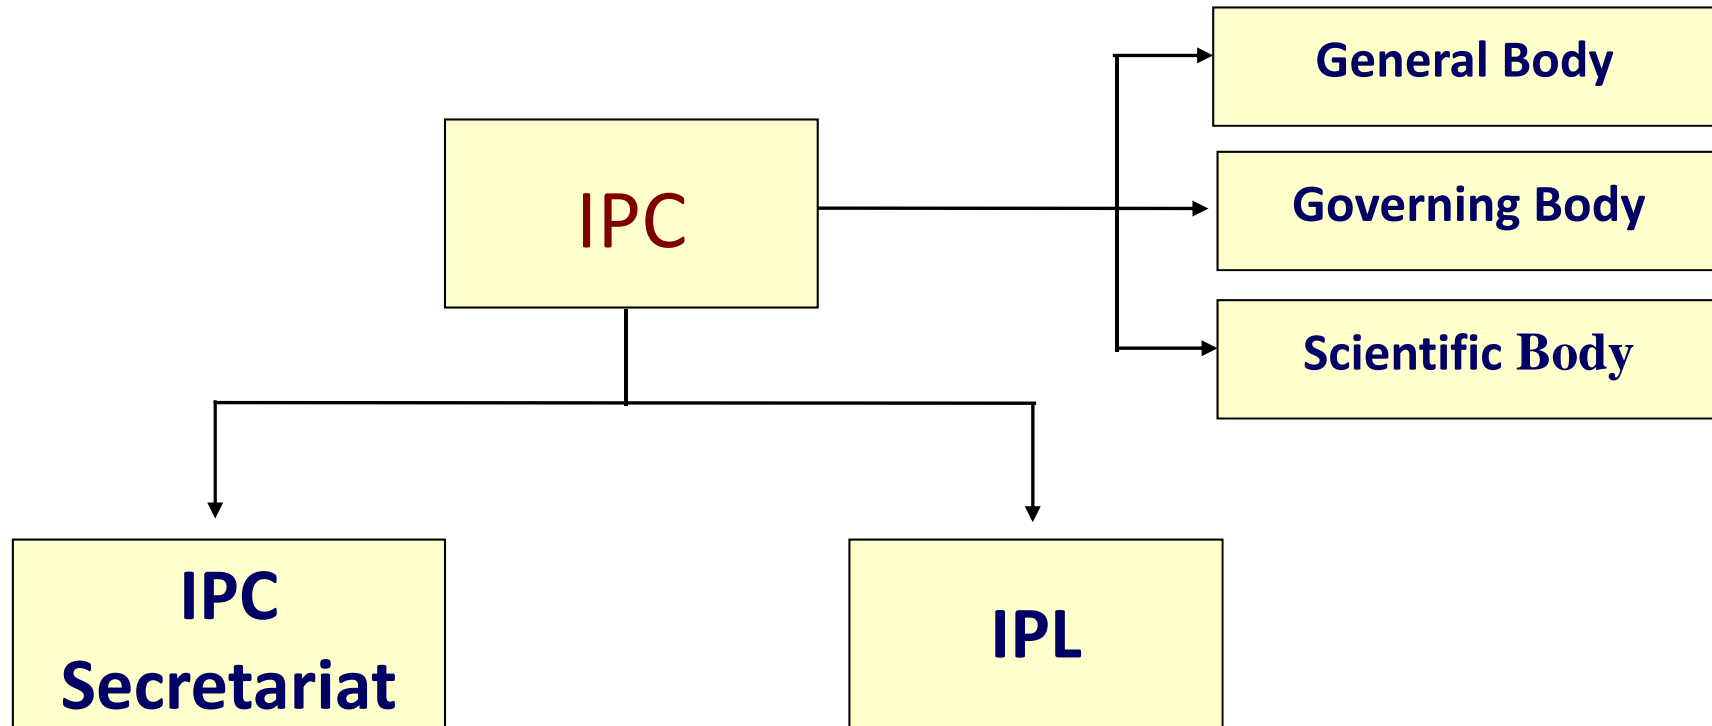 General Body
IPC
Governing Body
Scientific Body
IPC
Secretariat
IPL